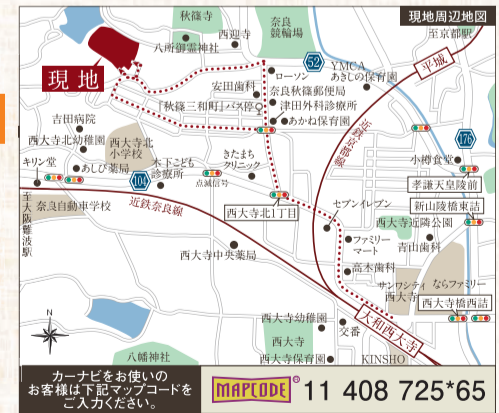 現地周辺地図
至京都駅
秋篠寺
西迎寺
奈良
競輪場
八所御霊神社
52
平城
現地
ローソン
YMCA
あきしの保育園
安田歯科
奈良秋篠郵便局
「秋篠三和町」バス停
津田外科診療所
あかね保育園
吉田病院
西大寺北幼稚園
西大寺北
小学校
近鉄京都線
176
小樽食堂
キリン堂
あしび薬局
木下こども
診療所
きたまち
クリニック
104
点滅信号
孝謙天皇陵前
至大阪難波駅
奈良自動車学校
近鉄奈良線
西大寺北1丁目
セブンイレブン
新山陵橋東詰
西大寺近隣公園
ファミリー
マート
青山歯科
西大寺中央薬局
高木歯科
サンワシティ
西大寺
ならファミリー
大和西大寺
西大寺橋西詰
N
西大寺幼稚園
交番
西大寺
八幡神社
西大寺保育園
KINSHO
カーナビをお使いの
お客様は下記マップコードを
ご入力ください。
MAPCODE® 11 408 725*65